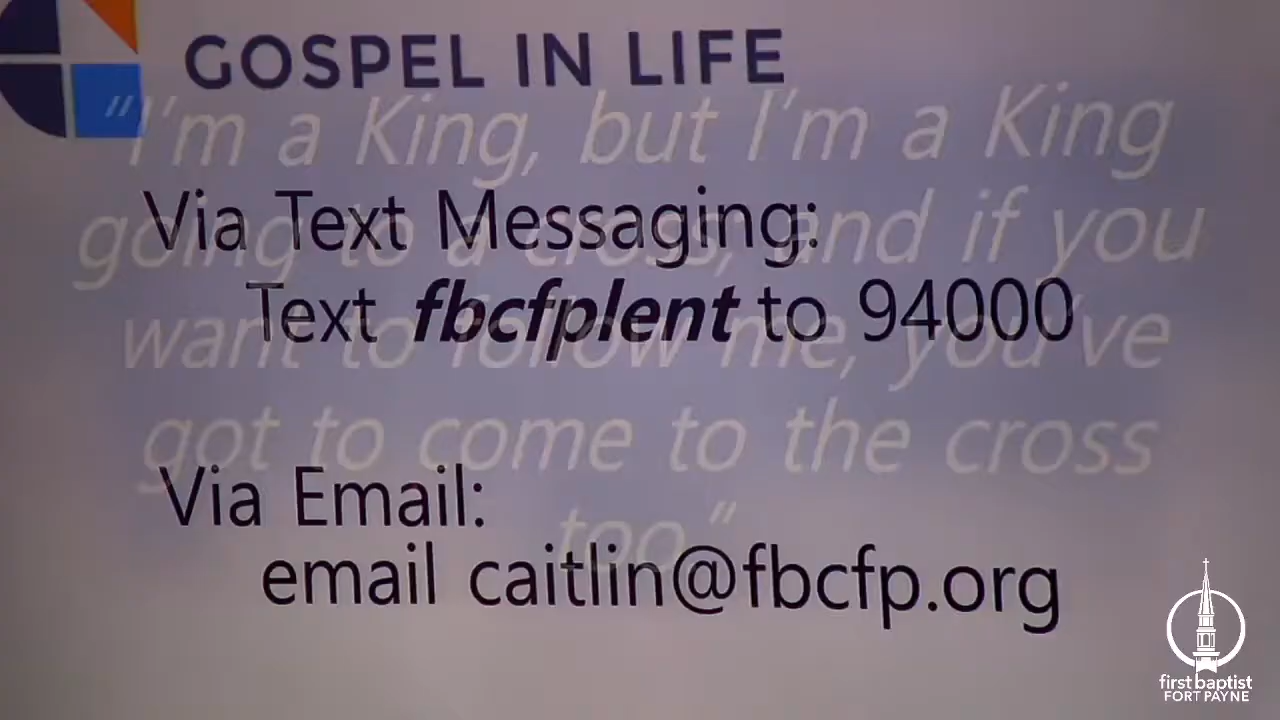 GOSPEL IN LIFE
"I'm a King, but I'm a King
going to a cross, and if you
want to follow me, you've
got to come to the cross
too."
Via Text Messaging:
Text fbcfplent to 94000
Via Email:
email caitlin@fbcfp.org
first baptist
FORT PAYNE